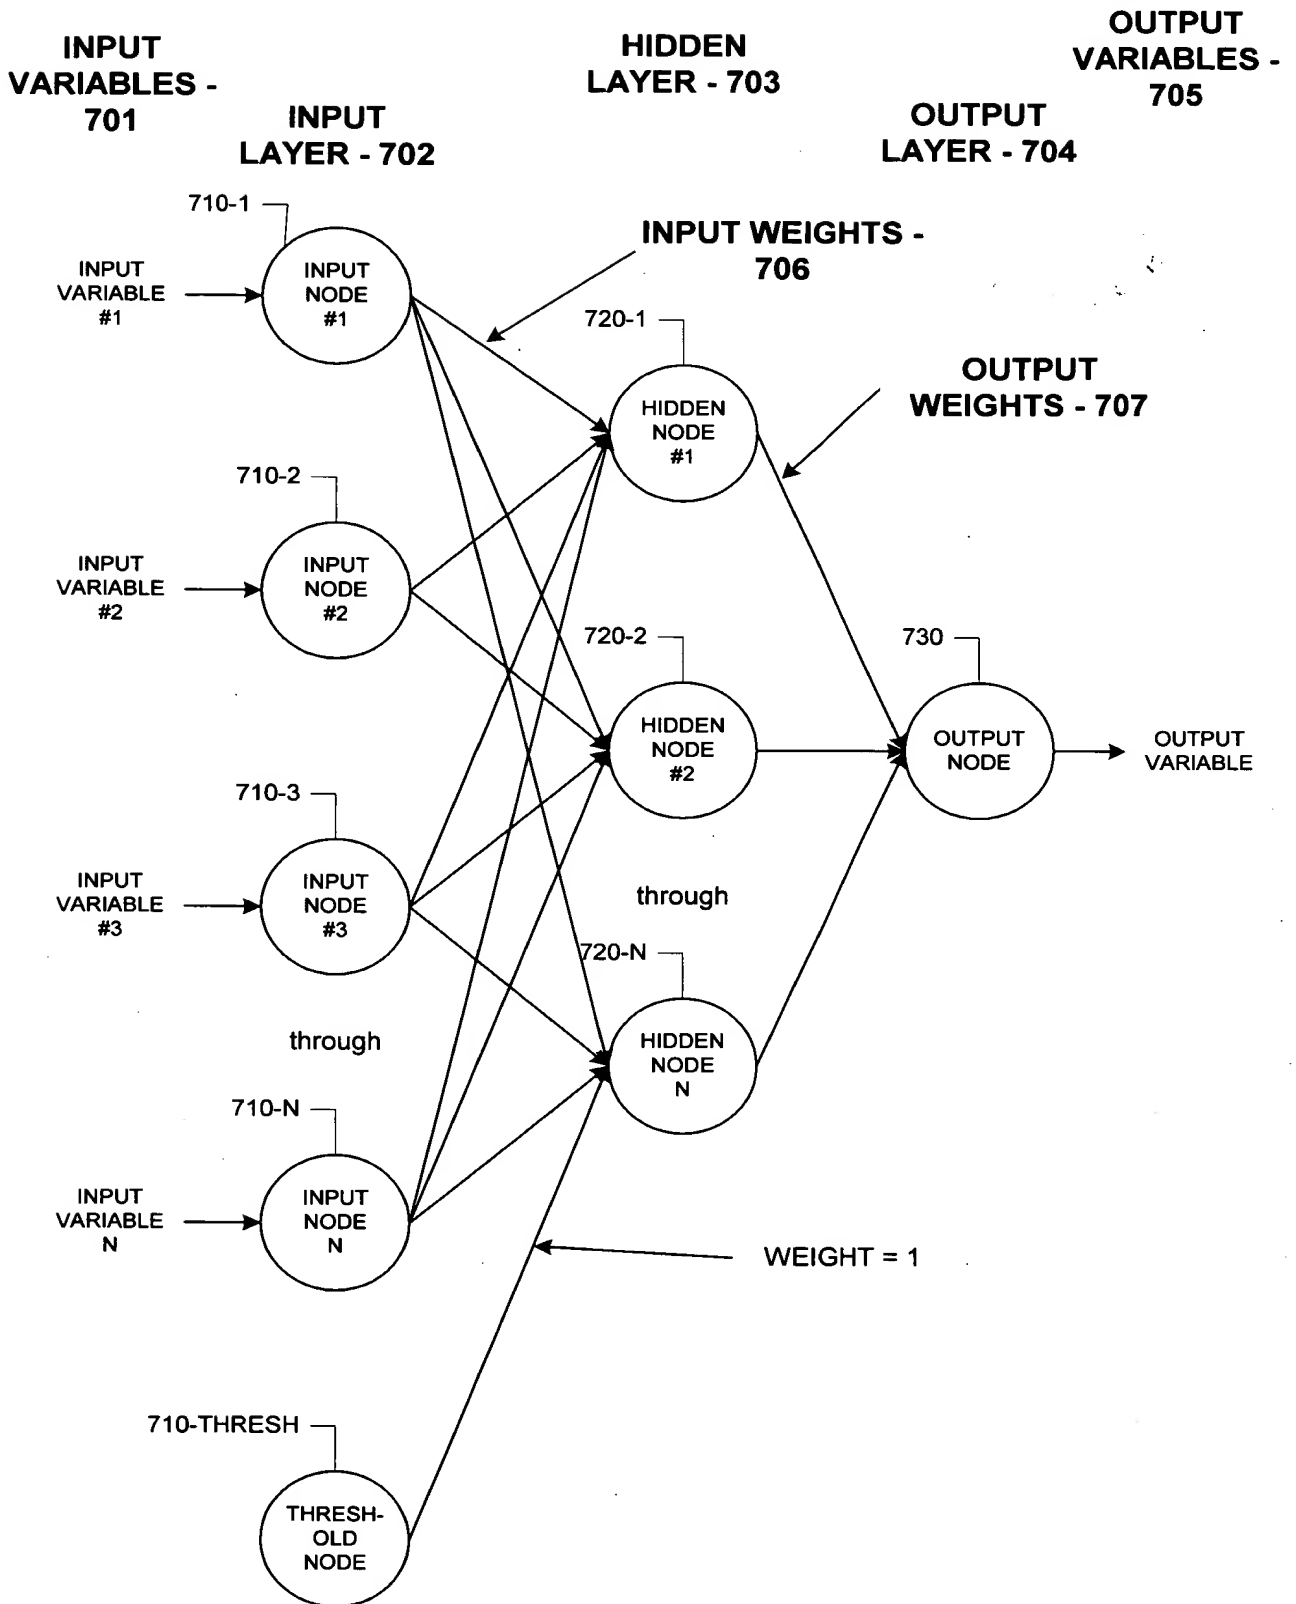 INPUT
VARIABLES -
701
INPUT
LAYER - 702
HIDDEN
LAYER - 703
OUTPUT
LAYER - 704
OUTPUT
VARIABLES -
705
710-1
INPUT
VARIABLE
#1
INPUT
NODE
#1
INPUT WEIGHTS -
706
720-1
HIDDEN
NODE
#1
OUTPUT
WEIGHTS - 707
710-2
INPUT
VARIABLE
#2
INPUT
NODE
#2
720-2
HIDDEN
NODE
#2
730
OUTPUT
NODE
OUTPUT
VARIABLE
710-3
INPUT
VARIABLE
#3
INPUT
NODE
#3
through
720-N
HIDDEN
NODE
N
through
710-N
INPUT
VARIABLE
N
INPUT
NODE
N
WEIGHT = 1
710-THRESH
THRESH-
OLD
NODE